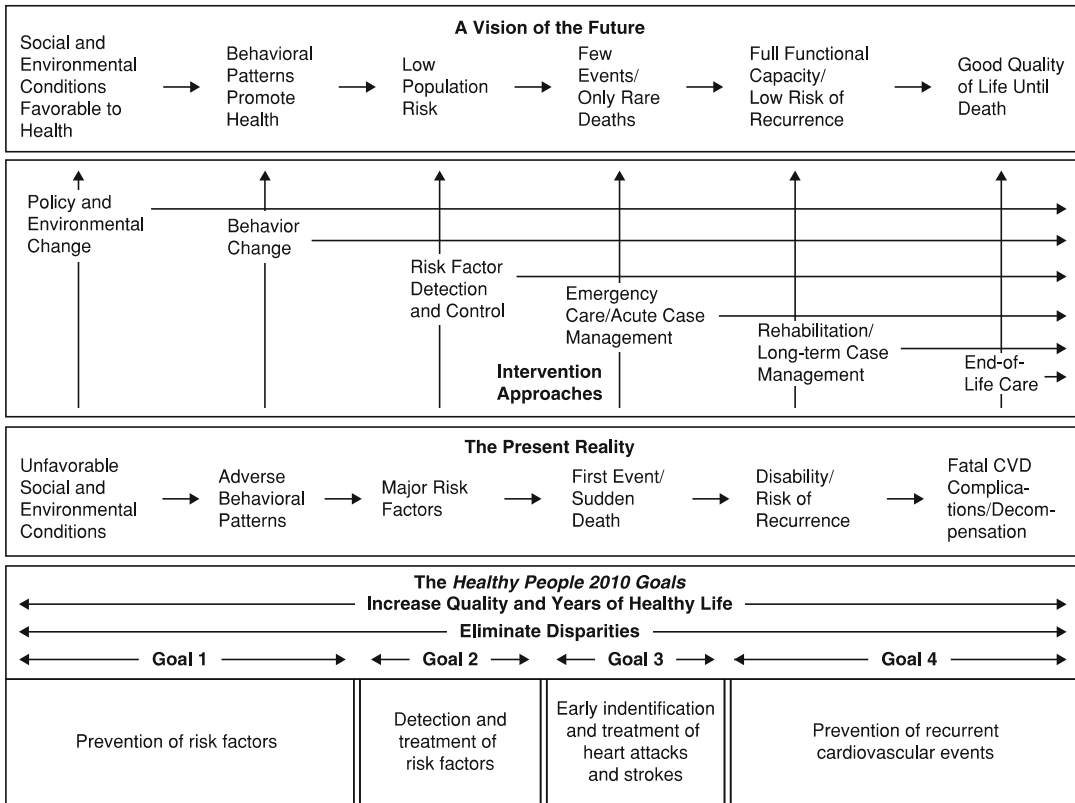 A Vision of the Future
Social and
Environmental
Conditions
Favorable to
Health
Behavioral
Patterns
Promote
Health
Low
Population
Risk
Few
Events/
Only Rare
Deaths
Full Functional
Capacity/
Low Risk of
Recurrence
Good Quality
of Life Until
Death
Policy and
Environmental
Change
Behavior
Change
Risk Factor
Detection
and Control
Emergency
Care/Acute Case
Management
Rehabilitation/
Long-term Case
Management
End-of-
Life Care
Intervention
Approaches
The Present Reality
Unfavorable
Social and
Environmental
Conditions
Adverse
Behavioral
Patterns
Major Risk
Factors
First Event/
Sudden
Death
Disability/
Risk of
Recurrence
Fatal CVD
Complica-
tions/Decom-
pensation
The Healthy People 2010 Goals
Increase Quality and Years of Healthy Life
Eliminate Disparities
Goal 1
Goal 2
Goal 3
Goal 4
Prevention of risk factors
Detection and
treatment of
risk factors
Early indentification
and treatment of
heart attacks
and strokes
Prevention of recurrent
cardiovascular events